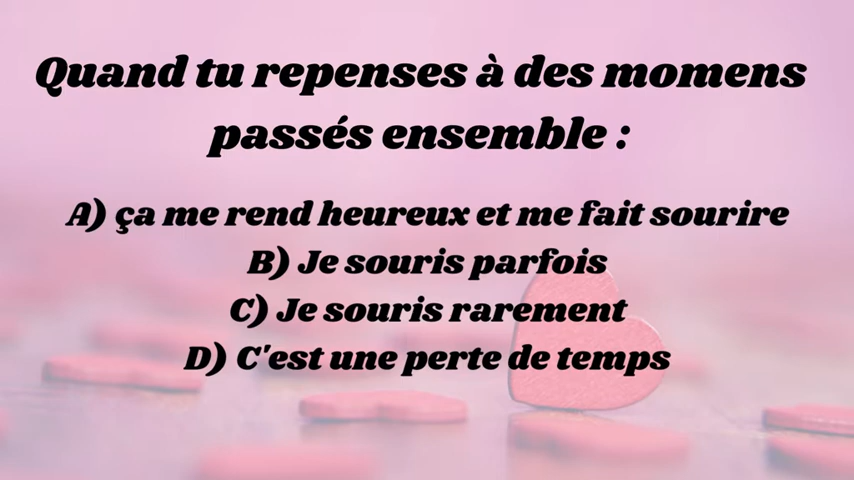 Quand tu repenses à des momens
passés ensemble :
A) ça me rend heureux et me fait sourire
B) Je souris parfois
C) Je souris rarement
D) C'est une perte de temps